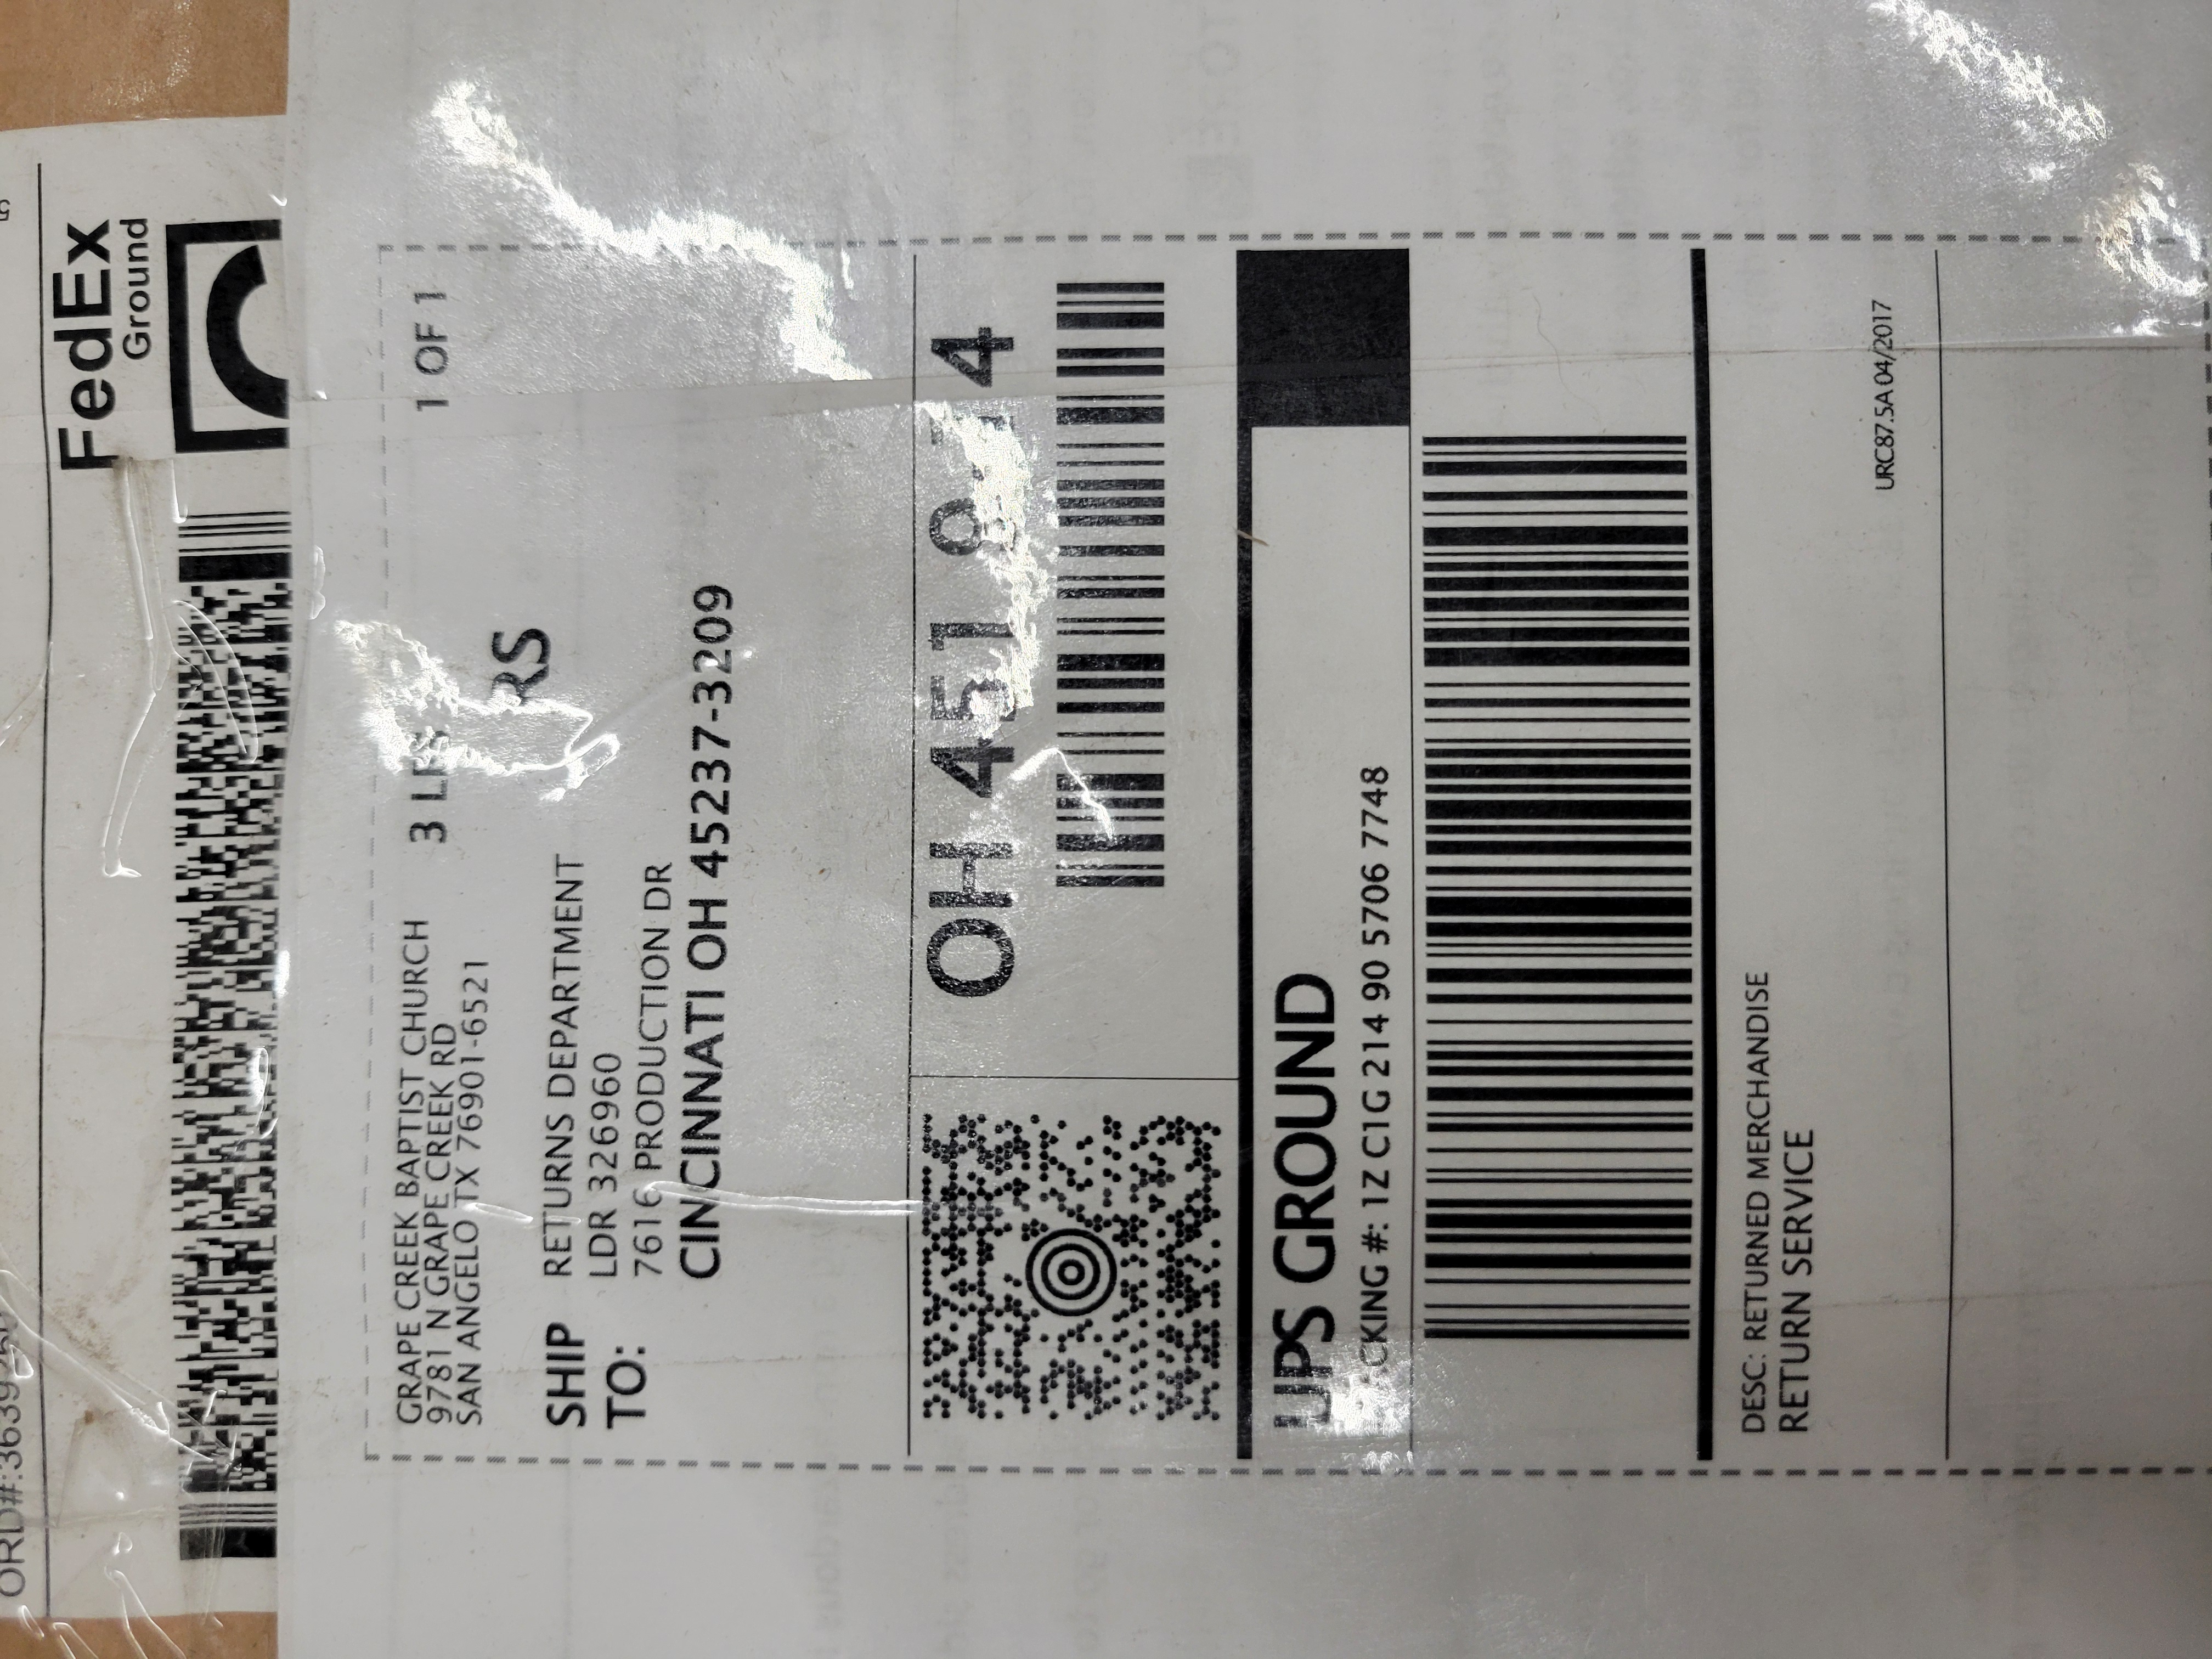 FedEx
Ground
GRAPE CREEK BAPTIST CHURCH
9781 N GRAPE CREEK RD
SAN ANGELO TX 76901-6521
3
1 OF 1
RS
SHIP
TO:
RETURNS DEPARTMENT
LDR 326960
7616 PRODUCTION DR
CINCINNATI OH 45237-3209
OH 451
UPS GROUND
CKING #: 1Z C1G 214 90 5706 7748
DESC: RETURNED MERCHANDISE
RETURN SERVICE
URC87.5A 04/2017